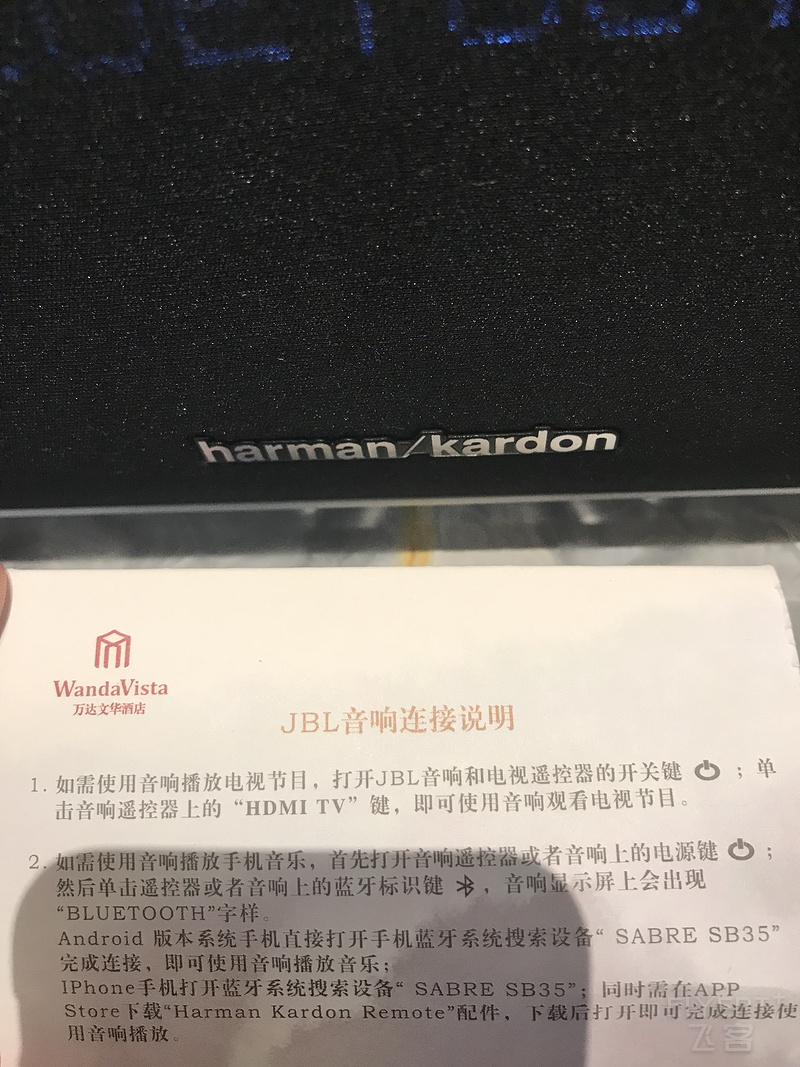 harman/kardon
WandaVista
万达文华酒店
JBL音响连接说明
1. 如需使用音响播放电视节目，打开JBL音响和电视遥控器的开关键 ；单
击音响遥控器上的“HDMI TV”键，即可使用音响观看电视节目。
2. 如需使用音响播放手机音乐，首先打开音响遥控器或者音响上的电源键 ；
然后单击遥控器或者音响上的蓝牙标识键 ，音响显示屏上会出现
“BLUETOOTH”字样。
Android 版本系统手机直接打开手机蓝牙系统搜索设备“ SABRE SB35”
完成连接，即可使用音响播放音乐；
IPhone手机打开蓝牙系统搜索设备“ SABRE SB35”；同时需在APP
Store下载“Harman Kardon Remote”配件，下载后打开即可完成连接使
用音响播放。
飞客